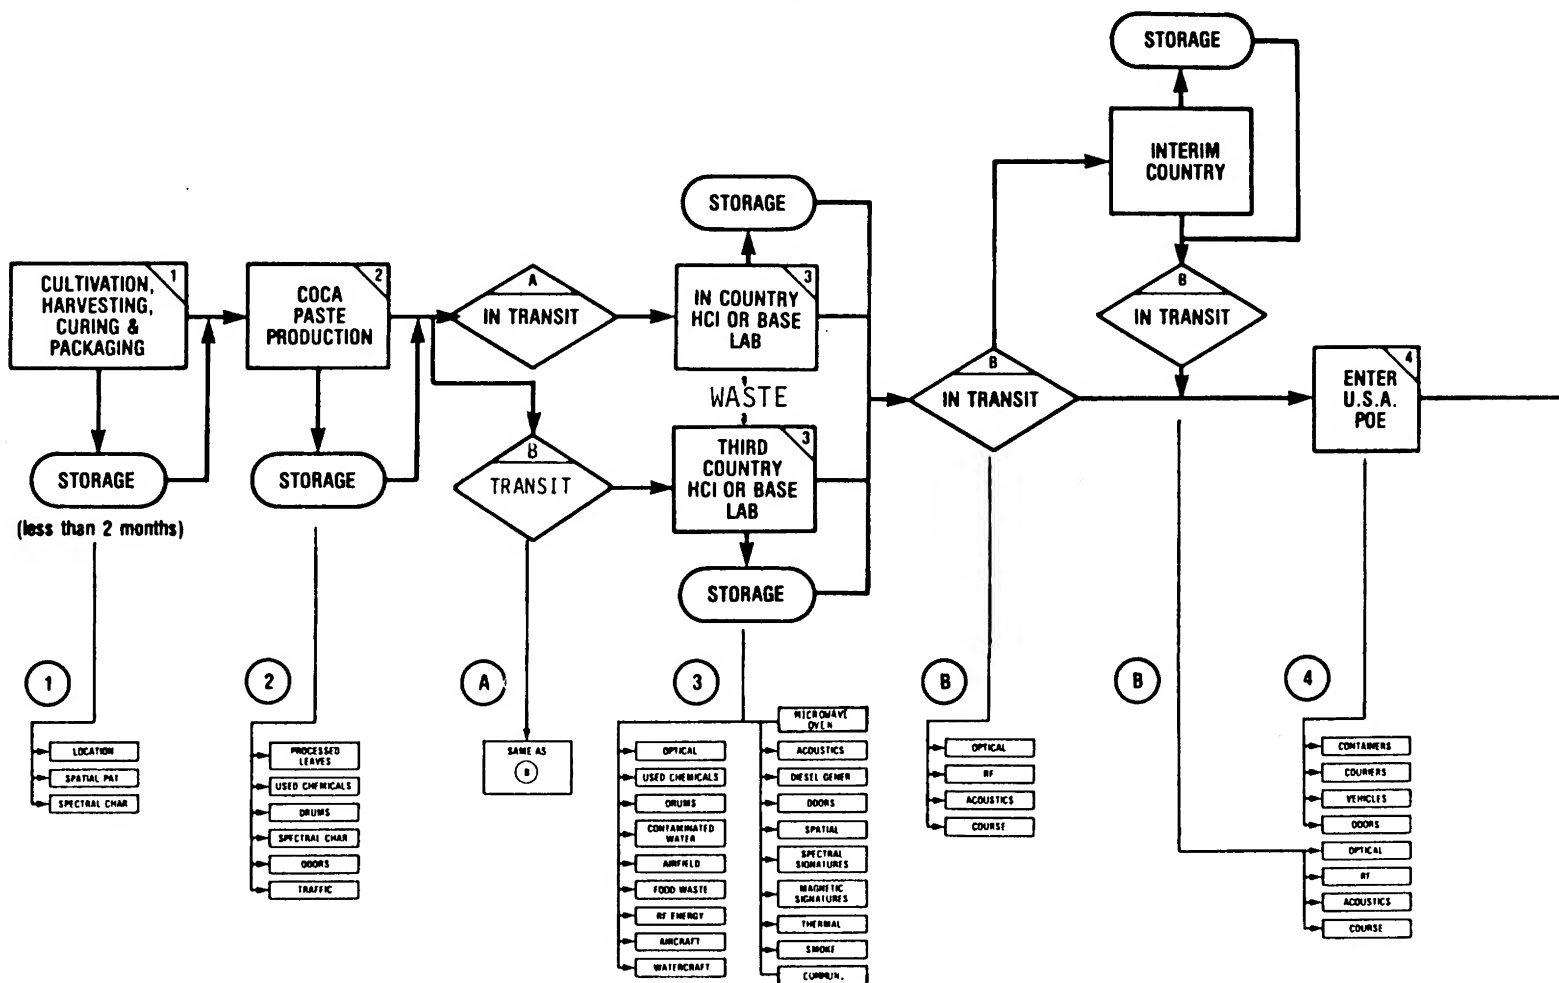 STORAGE
INTERIM
COUNTRY
B
IN TRANSIT
1
CULTIVATION,
HARVESTING,
CURING &
PACKAGING
STORAGE
(less than 2 months)
2
COCA
PASTE
PRODUCTION
STORAGE
A
IN TRANSIT
B
TRANSIT
STORAGE
3
IN COUNTRY
HCI OR BASE
LAB
WASTE
3
THIRD
COUNTRY
HCI OR BASE
LAB
STORAGE
B
IN TRANSIT
4
ENTER
U.S.A.
POE
1
LOCATION
SPATIAL PAT
SPECTRAL CHAR
2
PROCESSED
LEAVES
USED CHEMICALS
DRUMS
SPECTRAL CHAR
ODORS
TRAFFIC
A
SAME AS
B
3
OPTICAL
USED CHEMICALS
DRUMS
CONTAMINATED
WATER
AIRFIELD
FOOD WASTE
RF ENERGY
AIRCRAFT
WATERCRAFT
MICROWAVE
OVEN
ACOUSTICS
DIESEL GENER
ODORS
SPATIAL
SPECTRAL
SIGNATURES
MAGNETIC
SIGNATURES
THERMAL
SMOKE
COMMUN.
B
OPTICAL
RF
ACOUSTICS
COURSE
B
4
CONTAINERS
COURIERS
VEHICLES
ODORS
OPTICAL
RF
ACOUSTICS
COURSE